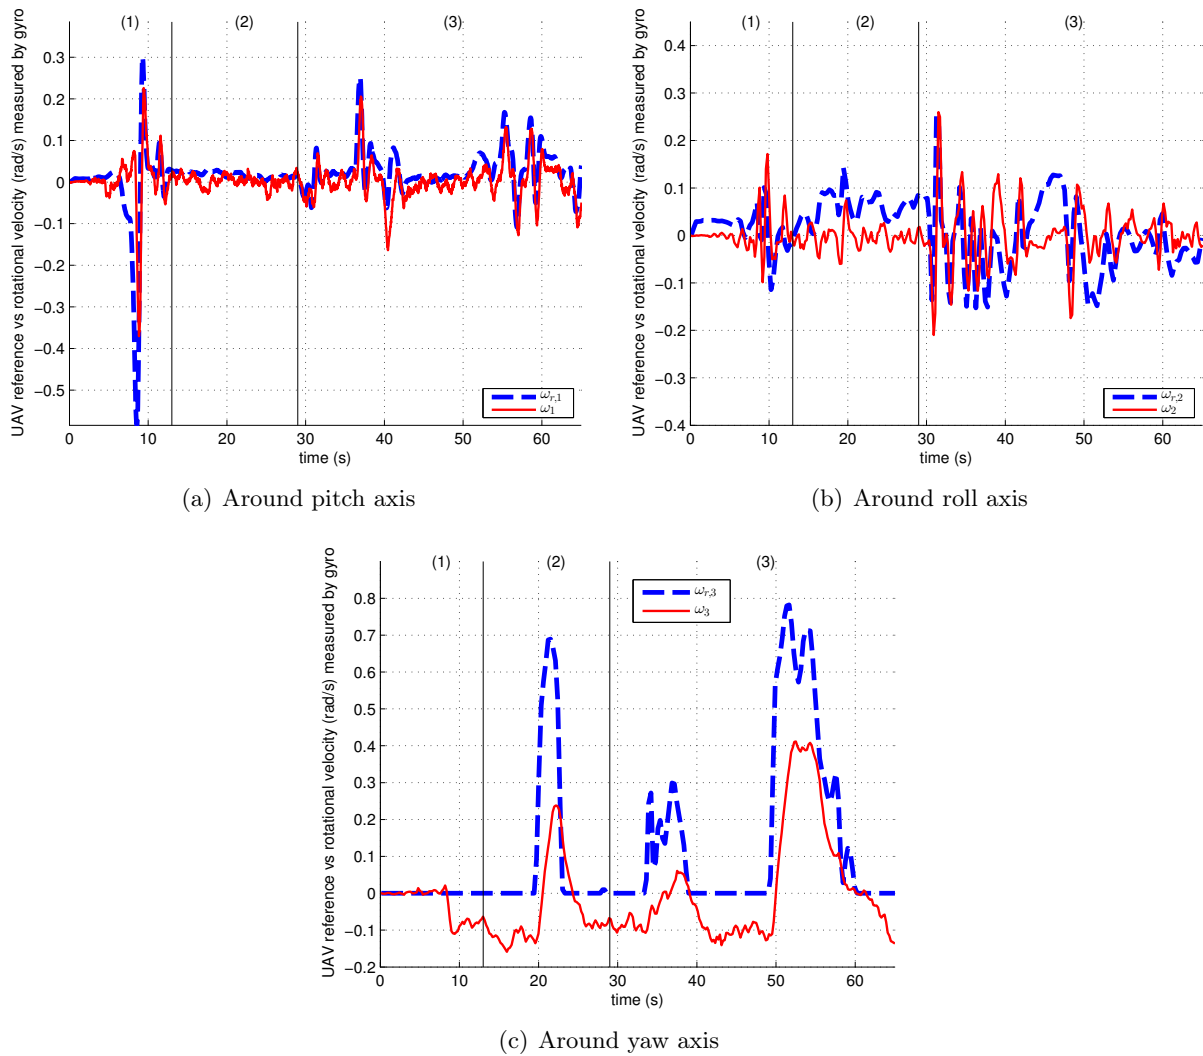 (1) (2) (3)
UAV reference vs rotational velocity (rad/s) measured by gyro
0.3
0.2
0.1
0
−0.1
−0.2
−0.3
−0.4
−0.5
ω_{r,1}
ω_1
0 10 20 30 40 50 60
time (s)
(a) Around pitch axis
(1) (2) (3)
UAV reference vs rotational velocity (rad/s) measured by gyro
0.4
0.3
0.2
0.1
0
−0.1
−0.2
−0.3
−0.4
ω_{r,2}
ω_2
0 10 20 30 40 50 60
time (s)
(b) Around roll axis
(1) (2) (3)
UAV reference vs rotational velocity (rad/s) measured by gyro
0.8
0.7
0.6
0.5
0.4
0.3
0.2
0.1
0
−0.1
−0.2
ω_{r,3}
ω_3
0 10 20 30 40 50 60
time (s)
(c) Around yaw axis